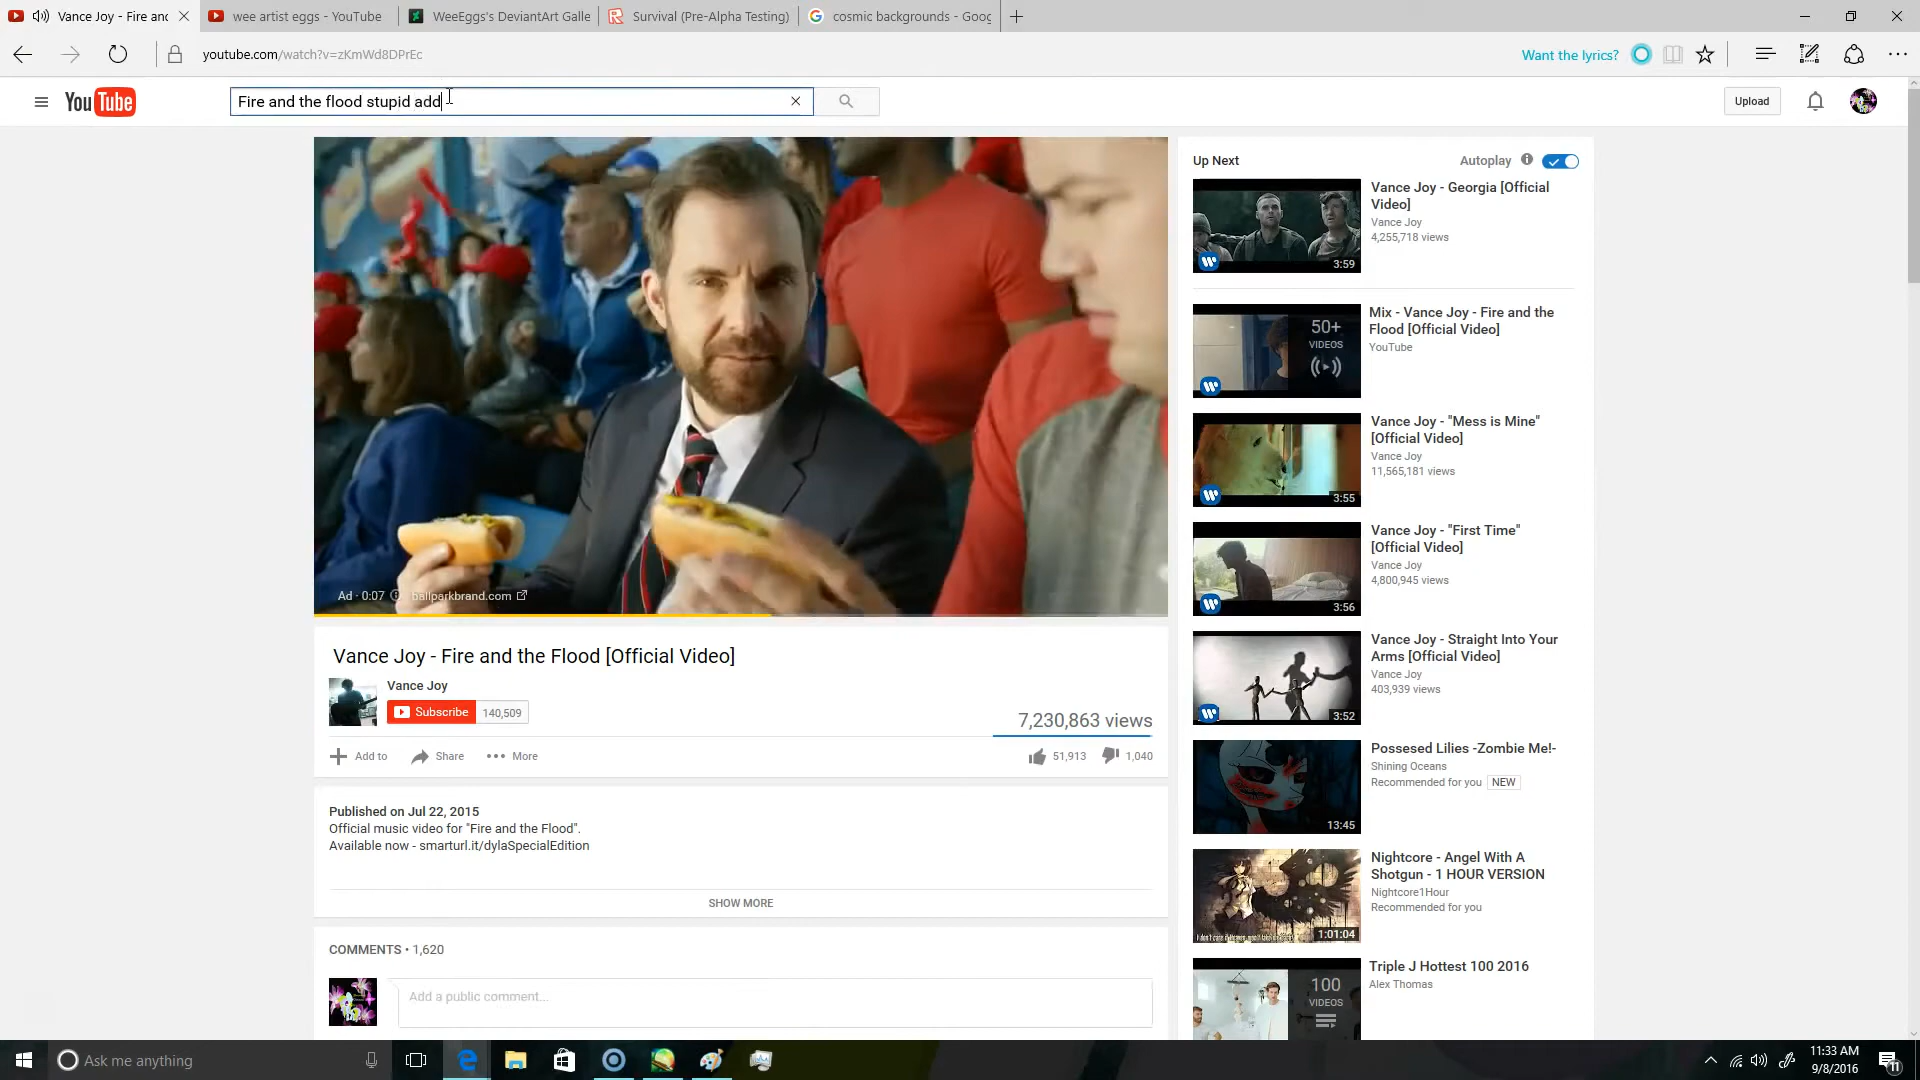 Vance Joy - Fire anc
wee artist eggs - YouTube
WeeEggs's DeviantArt Galle
Survival (Pre-Alpha Testing)
cosmic backgrounds - Goog
youtube.com/watch?v=zKmWd8DPrEc
Want the lyrics?
YouTube
Fire and the flood stupid add
Upload
Up Next
Autoplay
Vance Joy - Georgia [Official
Video]
Vance Joy
4,255,718 views
3:59
Mix - Vance Joy - Fire and the
Flood [Official Video]
YouTube
50+
VIDEOS
Vance Joy - "Mess is Mine"
[Official Video]
Vance Joy
11,565,181 views
3:55
Vance Joy - "First Time"
[Official Video]
Vance Joy
4,800,945 views
3:56
Ad · 0:07
ballparkbrand.com
Vance Joy - Fire and the Flood [Official Video]
Vance Joy
Subscribe 140,509
7,230,863 views
Add to
Share
More
51,913
1,040
Vance Joy - Straight Into Your
Arms [Official Video]
Vance Joy
403,939 views
3:52
Possesed Lilies -Zombie Me!-
Shining Oceans
Recommended for you NEW
13:45
Published on Jul 22, 2015
Official music video for "Fire and the Flood".
Available now - smarturl.it/dylaSpecialEdition
SHOW MORE
Nightcore - Angel With A
Shotgun - 1 HOUR VERSION
Nightcore1Hour
Recommended for you
1:01:04
COMMENTS • 1,620
Add a public comment...
Triple J Hottest 100 2016
Alex Thomas
100
VIDEOS
Ask me anything
11:33 AM
9/8/2016
11